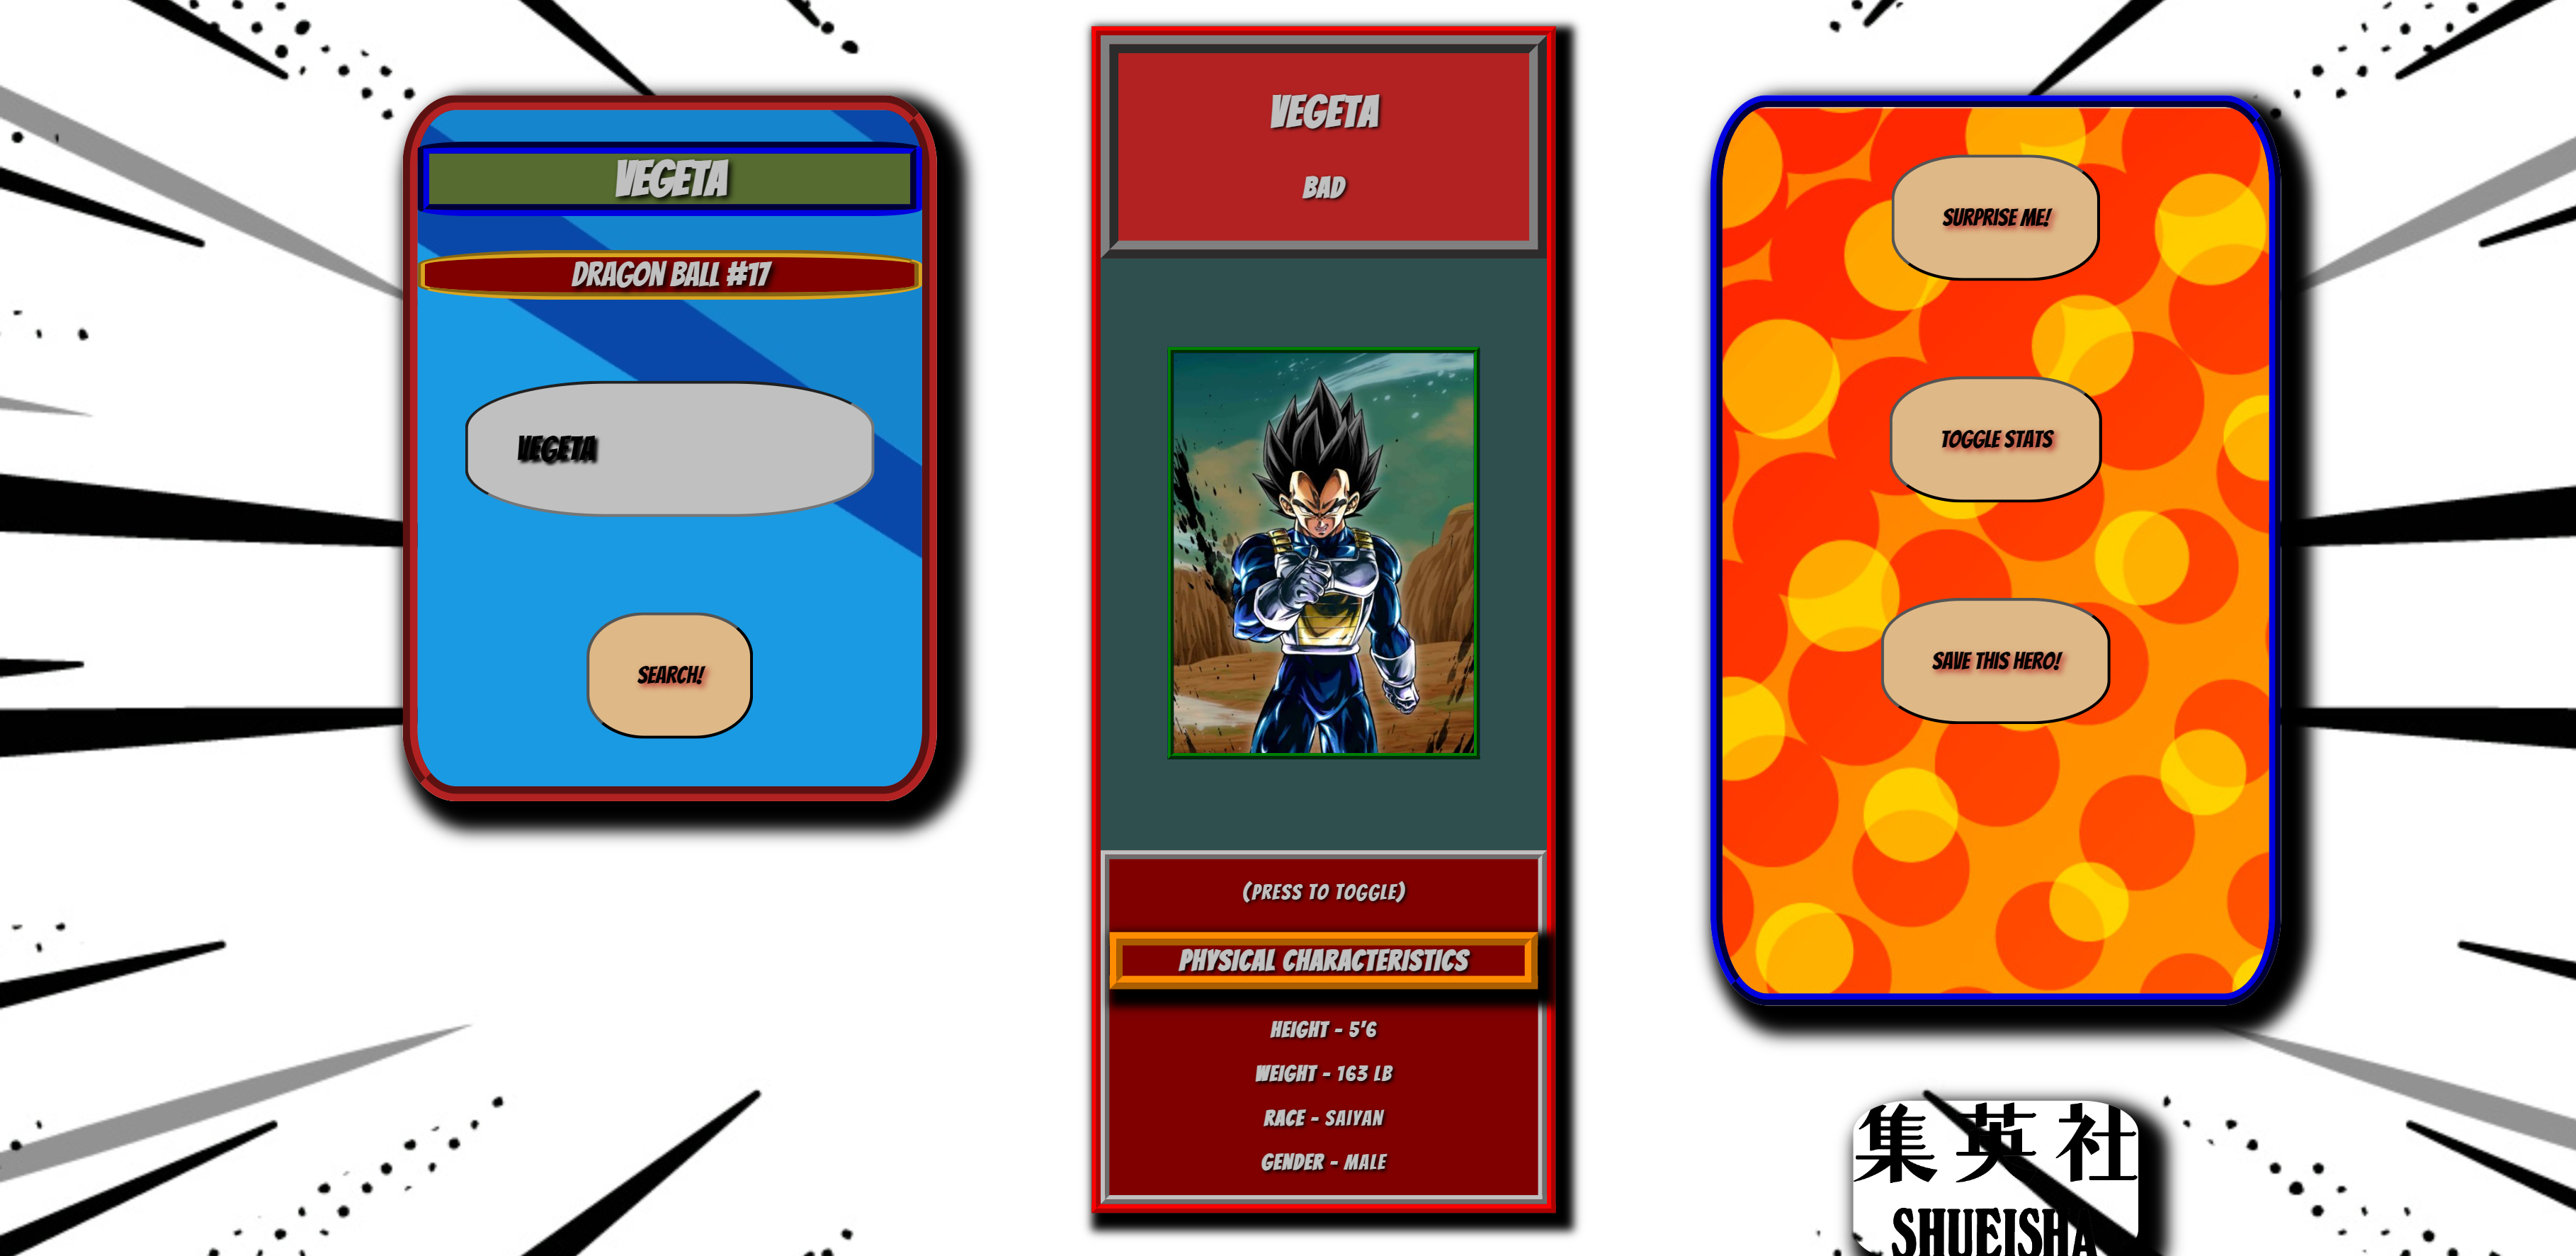 VEGETA
DRAGON BALL #17
VEGETA
SEARCH!
VEGETA
BAD
(PRESS TO TOGGLE)
PHYSICAL CHARACTERISTICS
HEIGHT - 5'6
WEIGHT - 163 LB
RACE - SAIYAN
GENDER - MALE
SURPRISE ME!
TOGGLE STATS
SAVE THIS HERO!
集英社
SHUEISHA